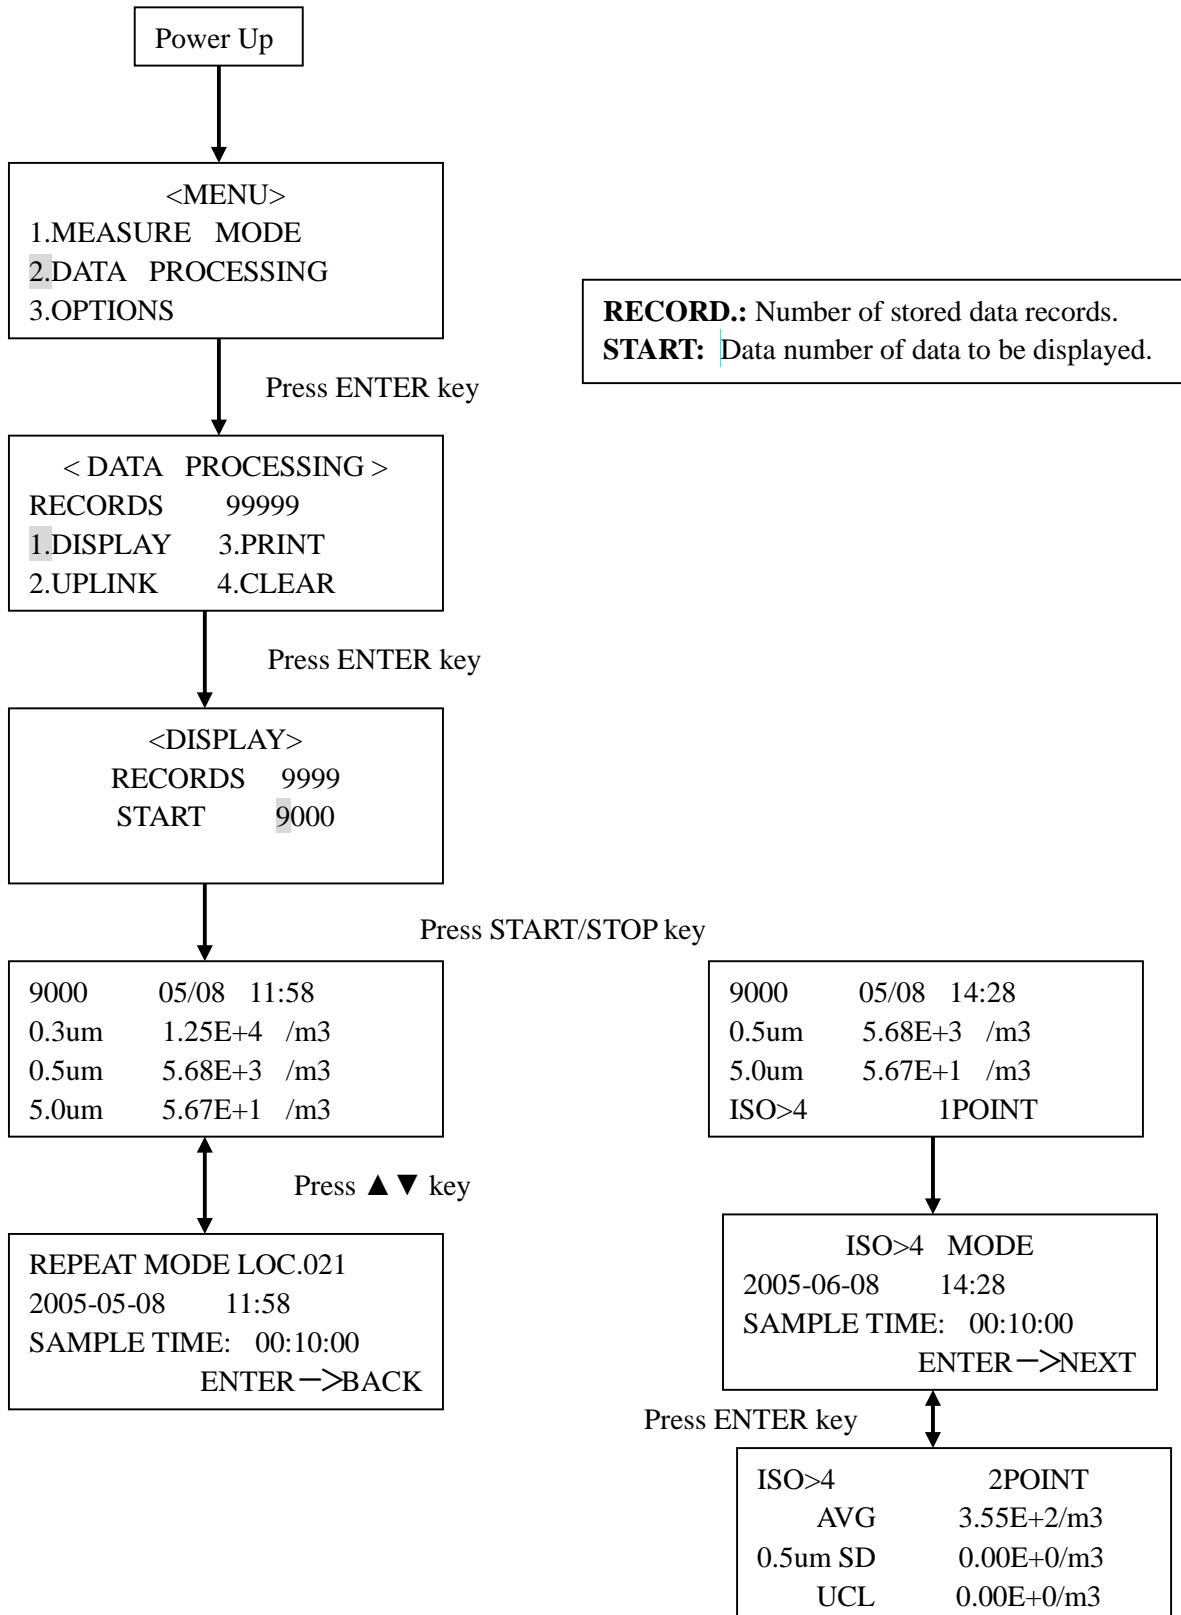 Power Up
<MENU>
1.MEASURE MODE
2.DATA PROCESSING
3.OPTIONS
RECORD.: Number of stored data records.
START: Data number of data to be displayed.
Press ENTER key
< DATA PROCESSING >
RECORDS 99999
1.DISPLAY 3.PRINT
2.UPLINK 4.CLEAR
Press ENTER key
<DISPLAY>
RECORDS 9999
START 9000
Press START/STOP key
9000 05/08 11:58
0.3um 1.25E+4 /m3
0.5um 5.68E+3 /m3
5.0um 5.67E+1 /m3
Press ▲▼ key
REPEAT MODE LOC.021
2005-05-08 11:58
SAMPLE TIME: 00:10:00
ENTER—>BACK
9000 05/08 14:28
0.5um 5.68E+3 /m3
5.0um 5.67E+1 /m3
ISO>4 1POINT
ISO>4 MODE
2005-06-08 14:28
SAMPLE TIME: 00:10:00
ENTER—>NEXT
Press ENTER key
ISO>4 2POINT
AVG 3.55E+2/m3
0.5um SD 0.00E+0/m3
UCL 0.00E+0/m3